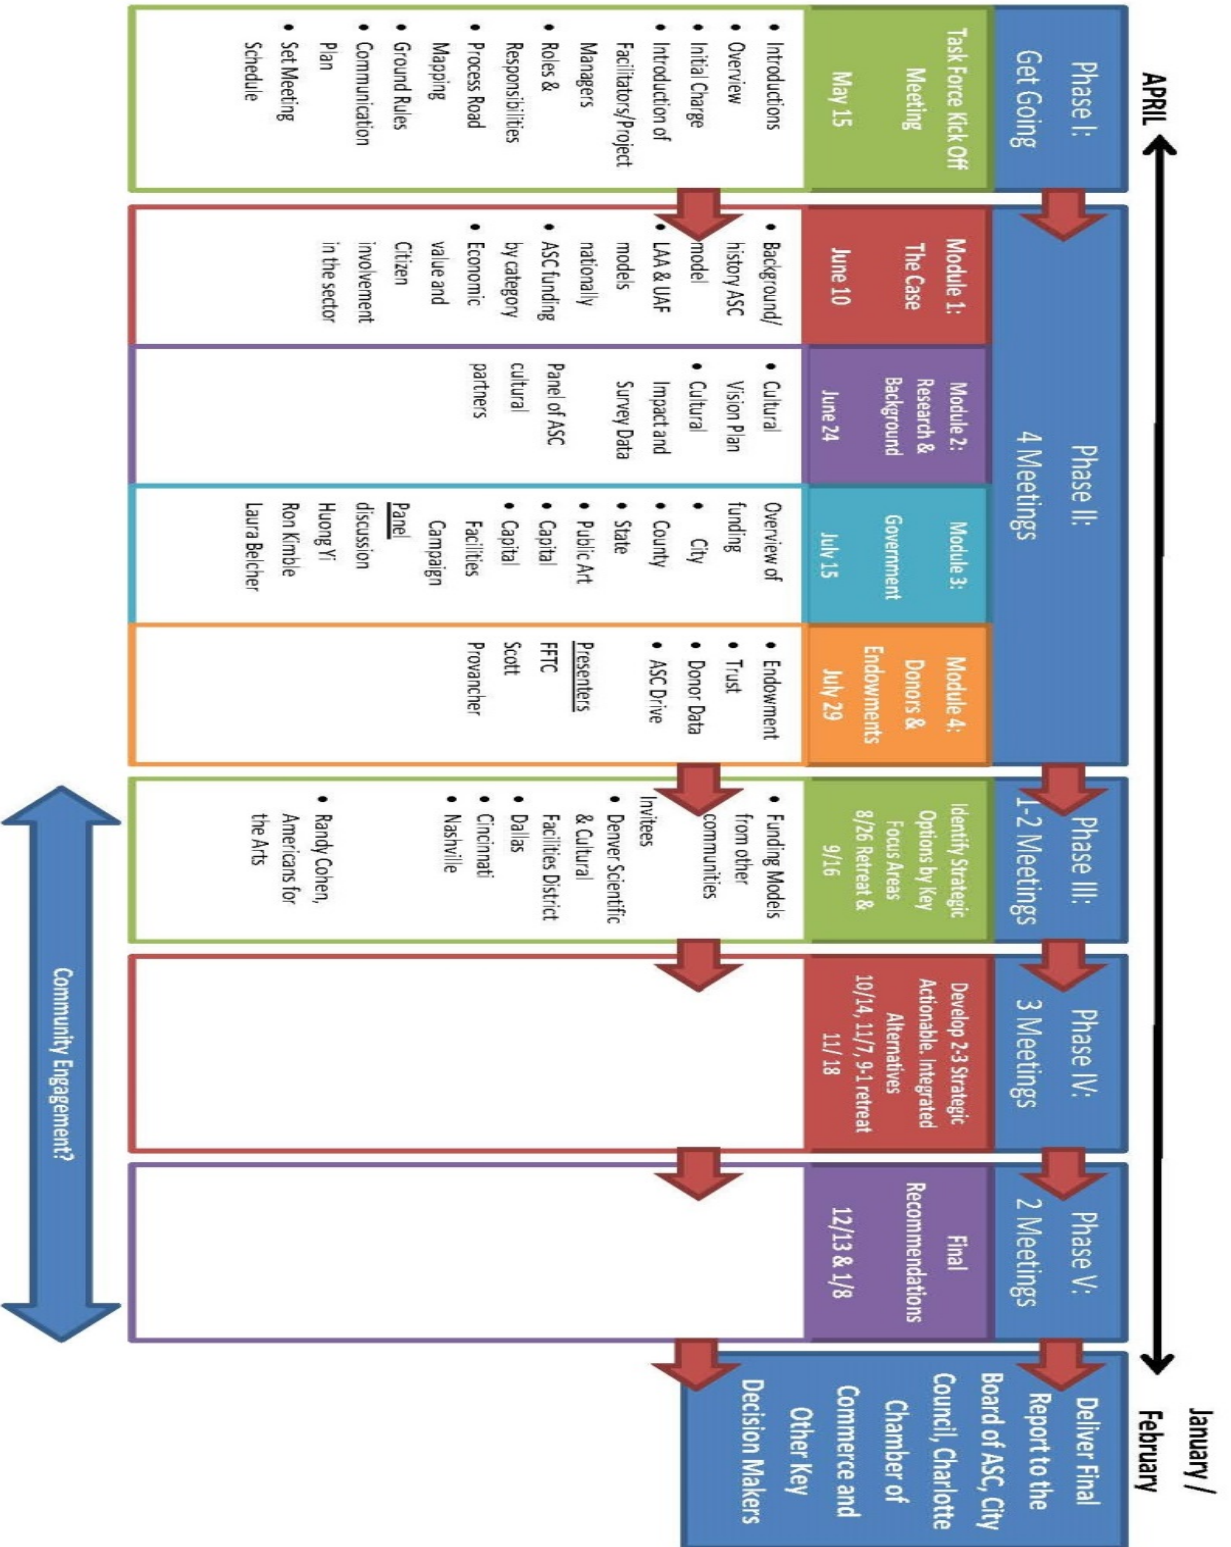 January /
APRIL
February
Phase I:
Get Going
Task Force Kick Off
Meeting
May 15
• Introductions
• Overview
• Initial Charge
• Introduction of
Facilitators/Project
Managers
• Roles &
Responsibilities
• Process Road
Mapping
• Ground Rules
• Communication
Plan
• Set Meeting
Schedule
Phase II:
4 Meetings
Module 1:
The Case
June 10
• Background/
history ASC
model
• LAA & UAF
models
nationally
• ASC funding
by category
• Economic
value and
Citizen
involvement
in the sector
Module 2:
Research &
Background
June 24
• Cultural
Vision Plan
• Cultural
Impact and
Survey Data
Panel of ASC
cultural
partners
Module 3:
Government
July 15
Overview of
funding
• City
• County
• State
• Public Art
• Capital
• Capital
Facilities
Campaign
Panel
discussion
Huong Yi
Ron Kimble
Laura Belcher
Module 4:
Donors &
Endowments
July 29
• Endowment
• Trust
• Donor Data
• ASC Drive
Presenters
FFTC
Scott
Provancher
Phase III:
1-2 Meetings
Identify Strategic
Options by Key
Focus Areas
8/26 Retreat &
9/16
• Funding Models
from other
communities
Invitees
• Denver Scientific
& Cultural
Facilities District
• Dallas
• Cincinnati
• Nashville
• Randy Cohen,
Americans for
the Arts
Phase IV:
3 Meetings
Develop 2-3 Strategic
Actionable. Integrated
Alternatives
10/14, 11/7, 9-1 retreat
11/ 18
Phase V:
2 Meetings
Final
Recommendations
12/13 & 1/8
Deliver Final
Report to the
Board of ASC, City
Council, Charlotte
Chamber of
Commerce and
Other Key
Decision Makers
Community Engagement?